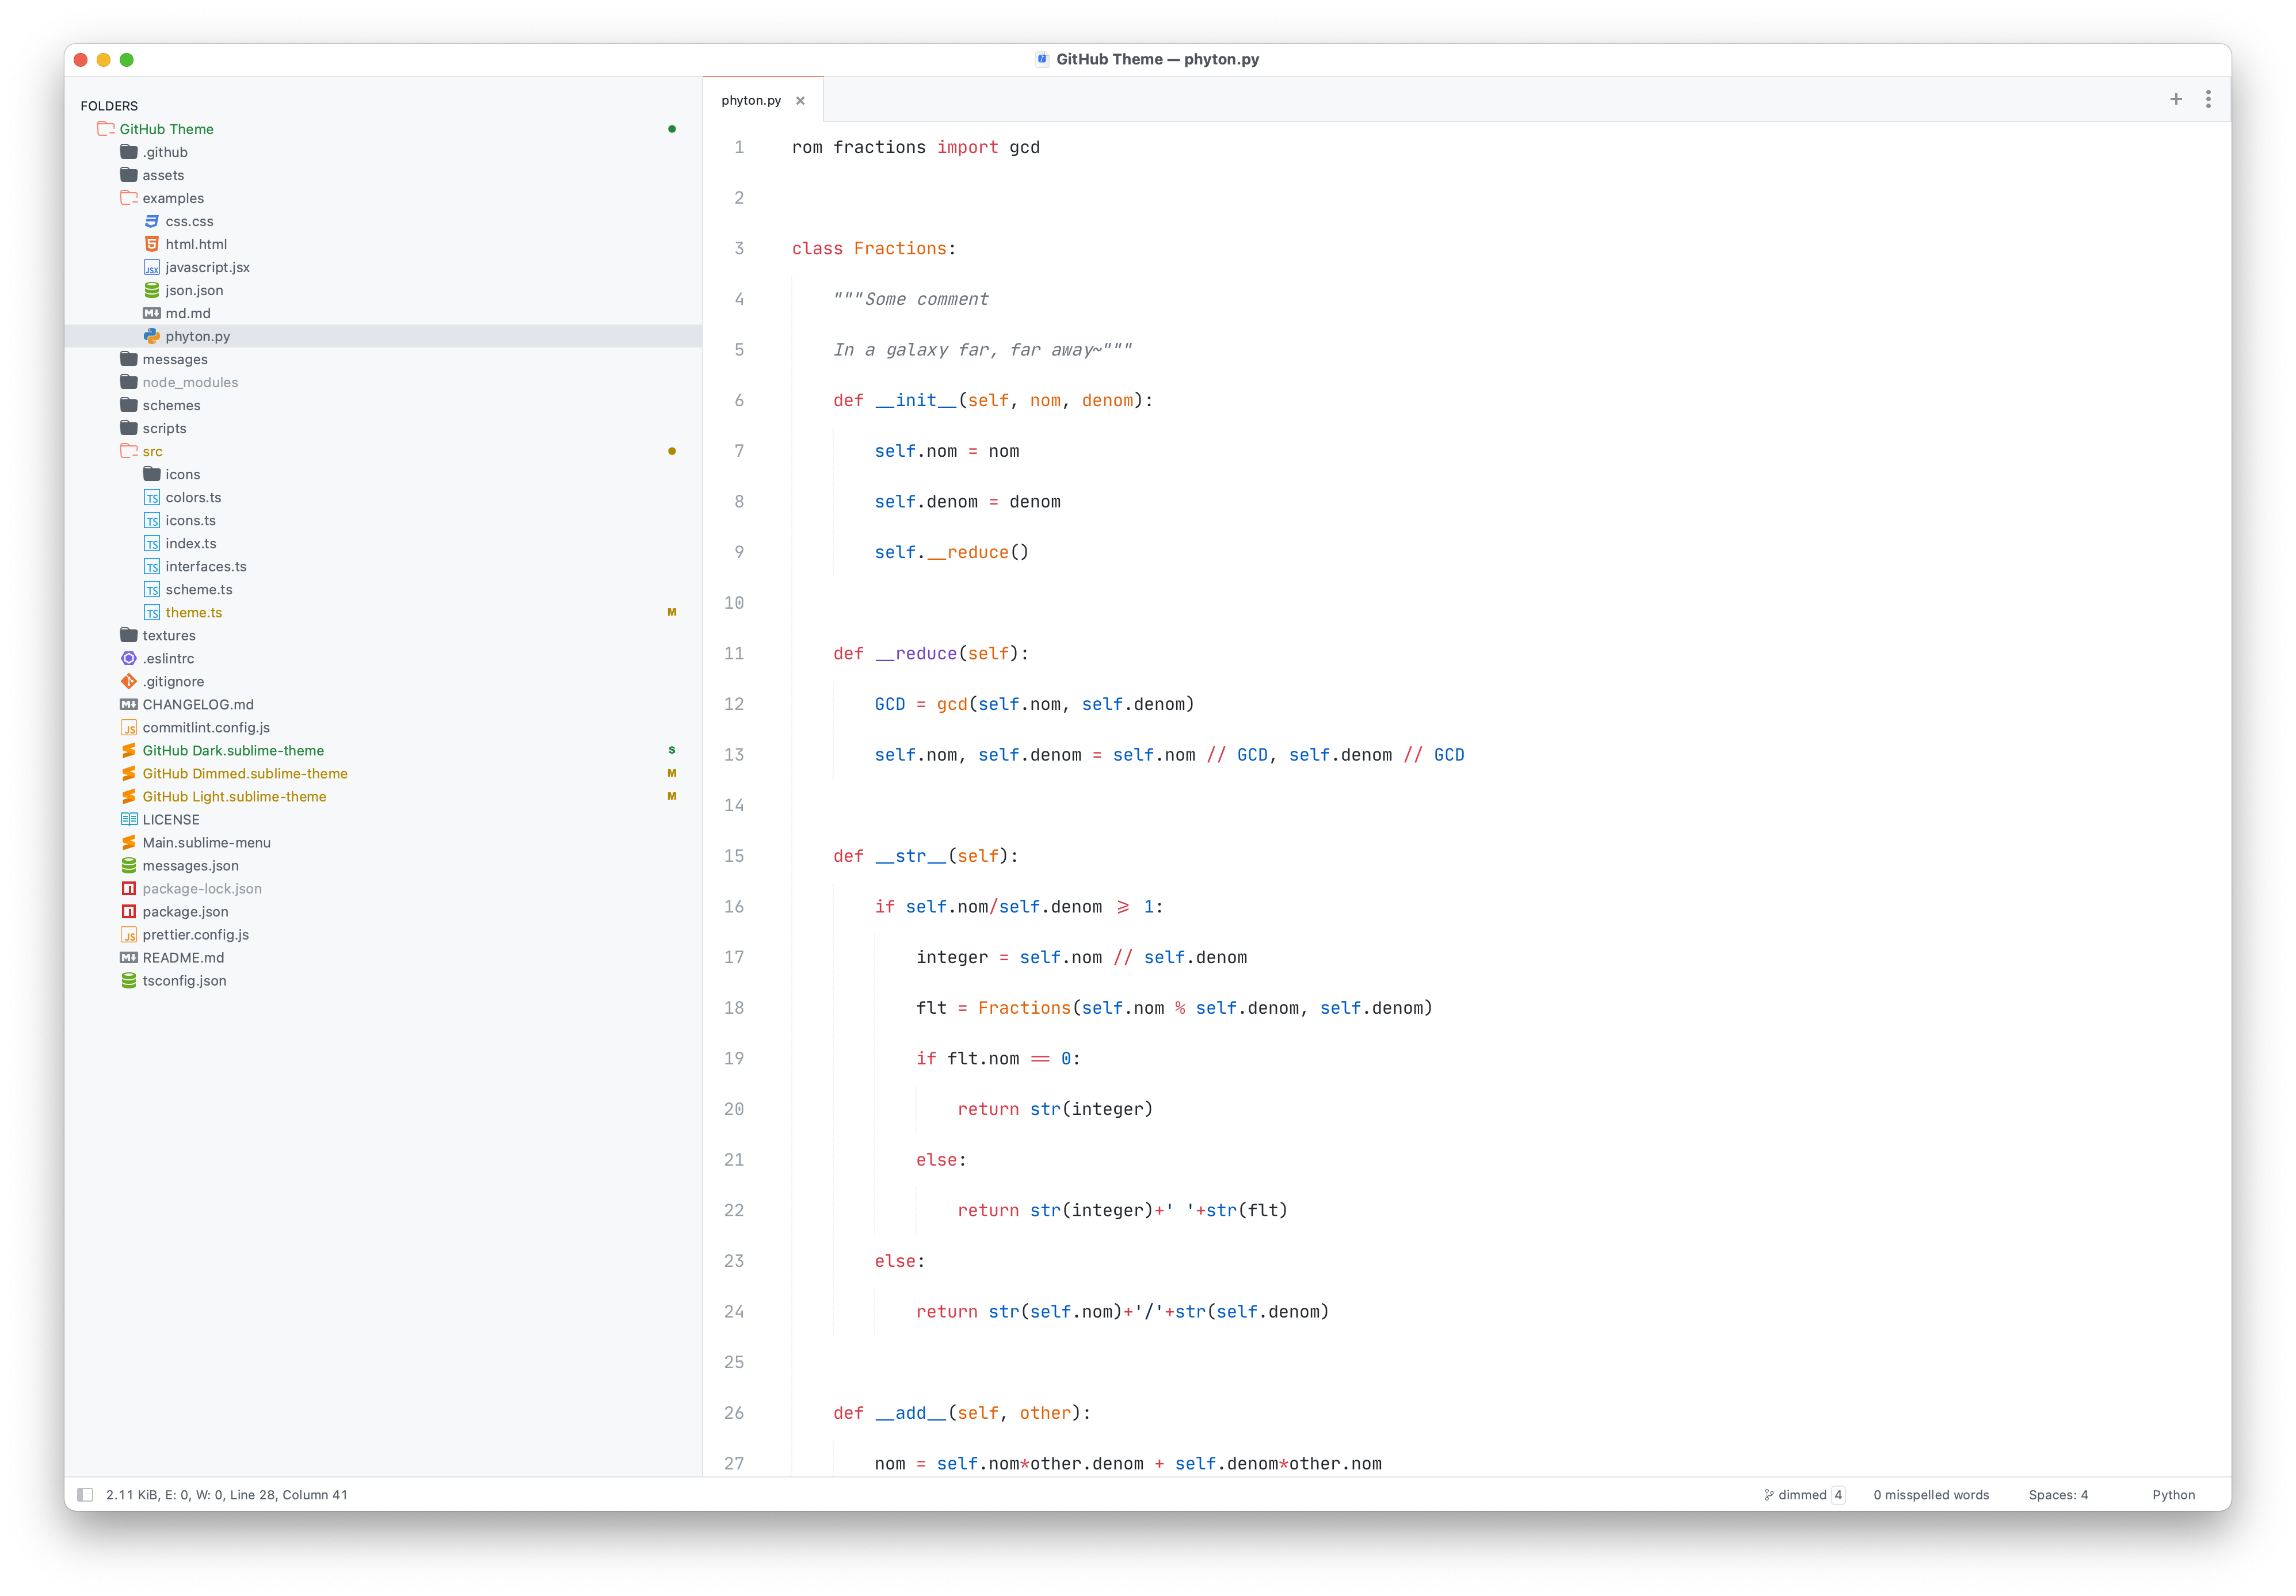 GitHub Theme — phyton.py
FOLDERS
GitHub Theme
.github
assets
examples
css.css
html.html
javascript.jsx
json.json
md.md
phyton.py
messages
node_modules
schemes
scripts
src
icons
colors.ts
icons.ts
index.ts
interfaces.ts
scheme.ts
theme.ts M
textures
.eslintrc
.gitignore
CHANGELOG.md
commitlint.config.js
GitHub Dark.sublime-theme S
GitHub Dimmed.sublime-theme M
GitHub Light.sublime-theme M
LICENSE
Main.sublime-menu
messages.json
package-lock.json
package.json
prettier.config.js
README.md
tsconfig.json
phyton.py ×
1 rom fractions import gcd
2
3 class Fractions:
4     """Some comment
5     In a galaxy far, far away~"""
6     def __init__(self, nom, denom):
7         self.nom = nom
8         self.denom = denom
9         self.__reduce()
10
11     def __reduce(self):
12         GCD = gcd(self.nom, self.denom)
13         self.nom, self.denom = self.nom // GCD, self.denom // GCD
14
15     def __str__(self):
16         if self.nom/self.denom ⩾ 1:
17             integer = self.nom // self.denom
18             flt = Fractions(self.nom % self.denom, self.denom)
19             if flt.nom == 0:
20                 return str(integer)
21             else:
22                 return str(integer)+' '+str(flt)
23         else:
24             return str(self.nom)+'/'+str(self.denom)
25
26     def __add__(self, other):
27         nom = self.nom*other.denom + self.denom*other.nom
2.11 KiB, E: 0, W: 0, Line 28, Column 41
dimmed 4
0 misspelled words
Spaces: 4
Python